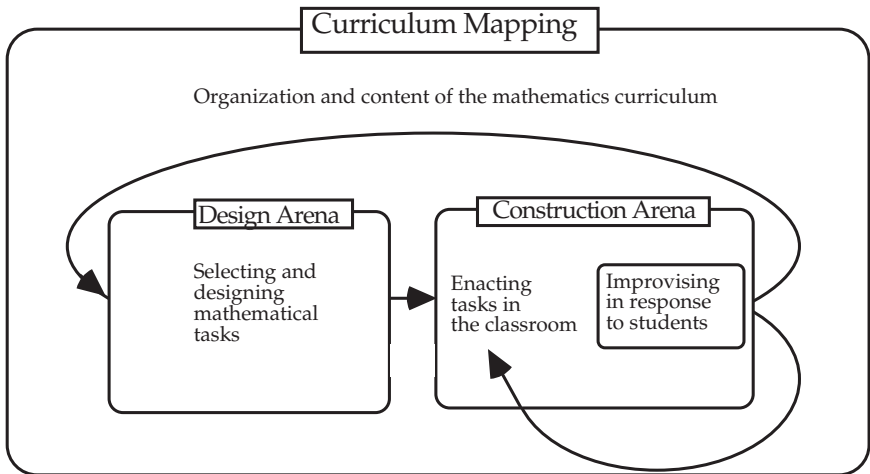 Curriculum Mapping
Organization and content of the mathematics curriculum
Design Arena
Selecting and
designing
mathematical
tasks
Construction Arena
Enacting
tasks in
the classroom
Improvising
in response
to students